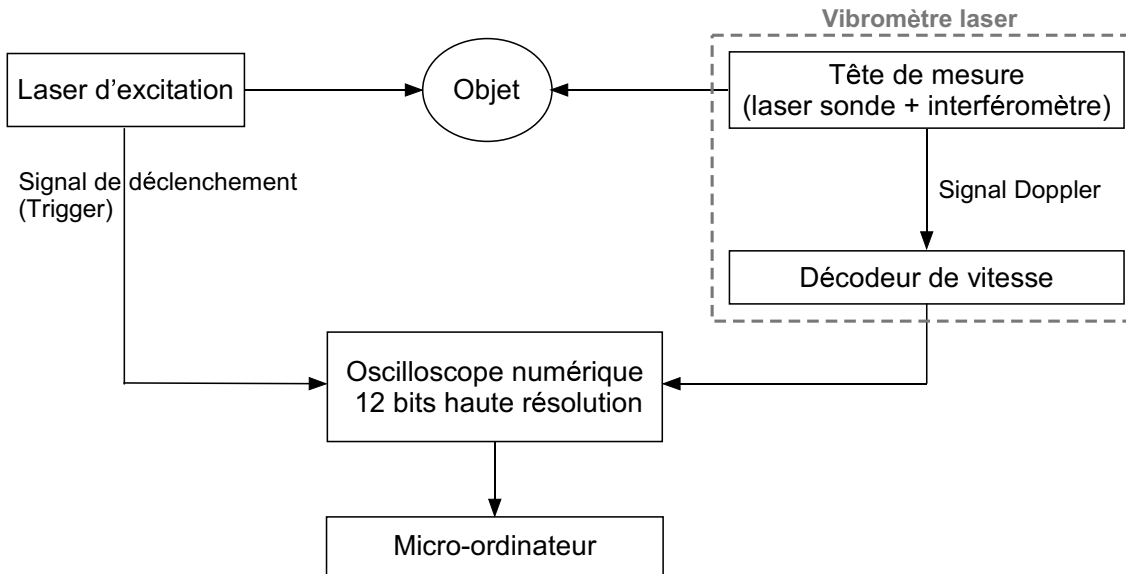 Vibromètre laser
Laser d’excitation
Objet
Tête de mesure
(laser sonde + interféromètre)
Signal de déclenchement
(Trigger)
Signal Doppler
Décodeur de vitesse
Oscilloscope numérique
12 bits haute résolution
Micro-ordinateur